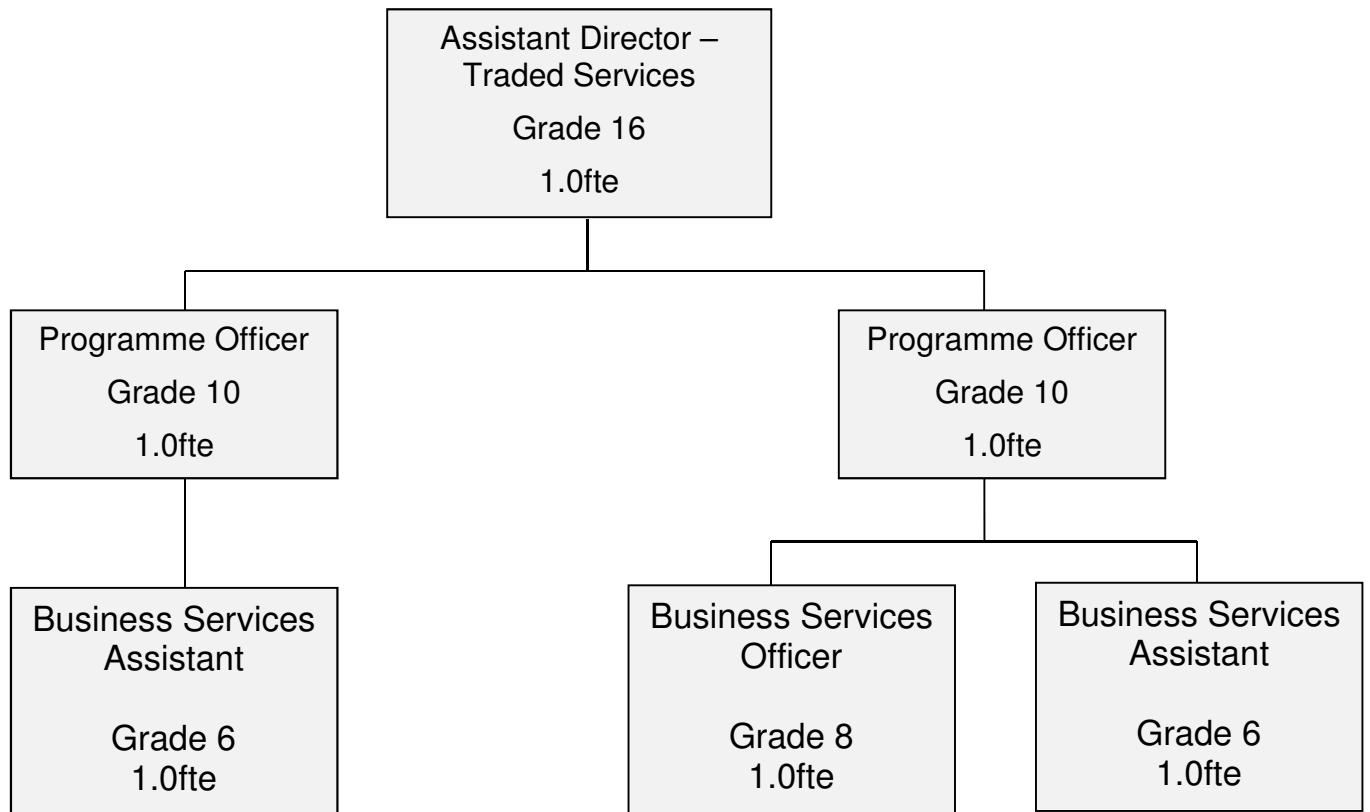 Assistant Director –
Traded Services
Grade 16
1.0fte
Programme Officer
Grade 10
1.0fte
Programme Officer
Grade 10
1.0fte
Business Services
Assistant
Grade 6
1.0fte
Business Services
Officer
Grade 8
1.0fte
Business Services
Assistant
Grade 6
1.0fte